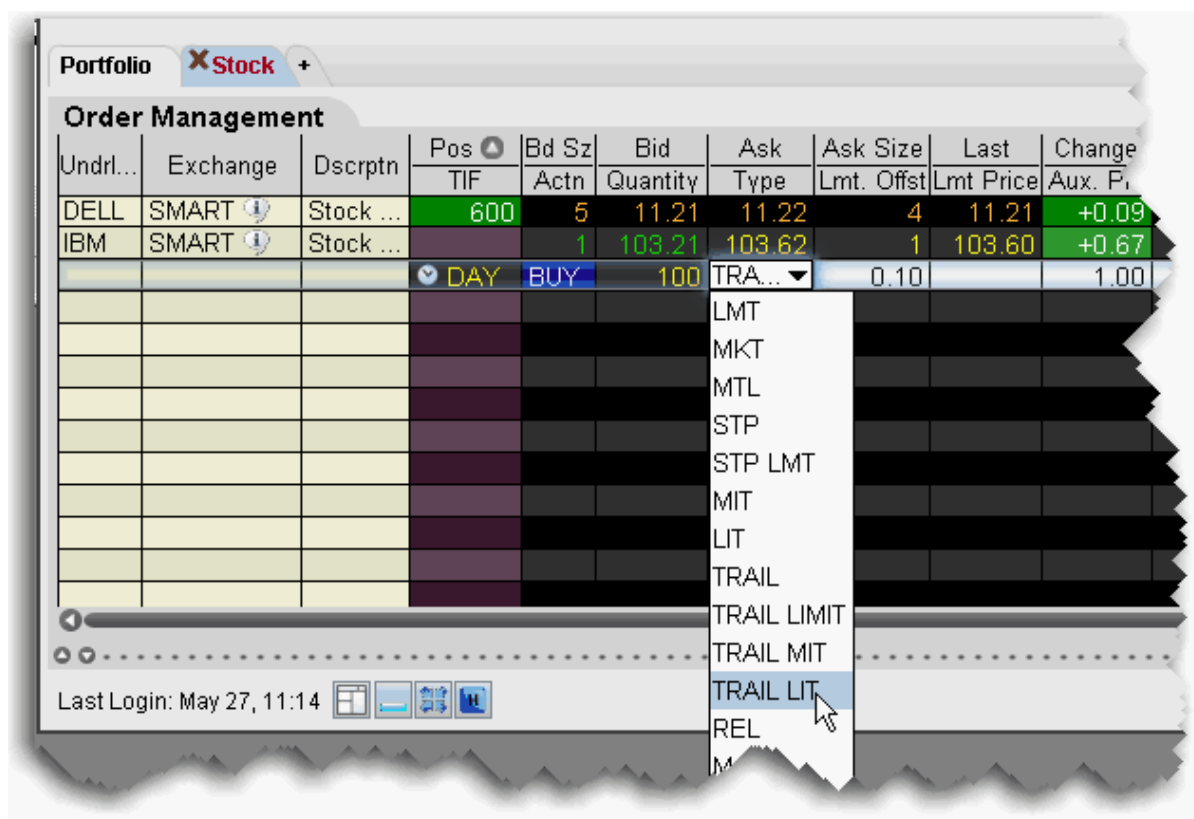 Portfolio Stock +
Order Management
Undrl... Exchange Dscrptn Pos Bd Sz Bid Ask Ask Size Last Change
TIF Actn Quantity Type Lmt. Offst Lmt Price Aux.
DELL SMART Stock ... 600 5 11.21 11.22 4 11.21 +0.09
IBM SMART Stock ... 1 103.21 103.62 1 103.60 +0.67
DAY BUY 100 TRA... 0.10 1.00
LMT
MKT
MTL
STP
STP LMT
MIT
LIT
TRAIL
TRAIL LIMIT
TRAIL MIT
TRAIL LIT
REL
Last Login: May 27, 11:14